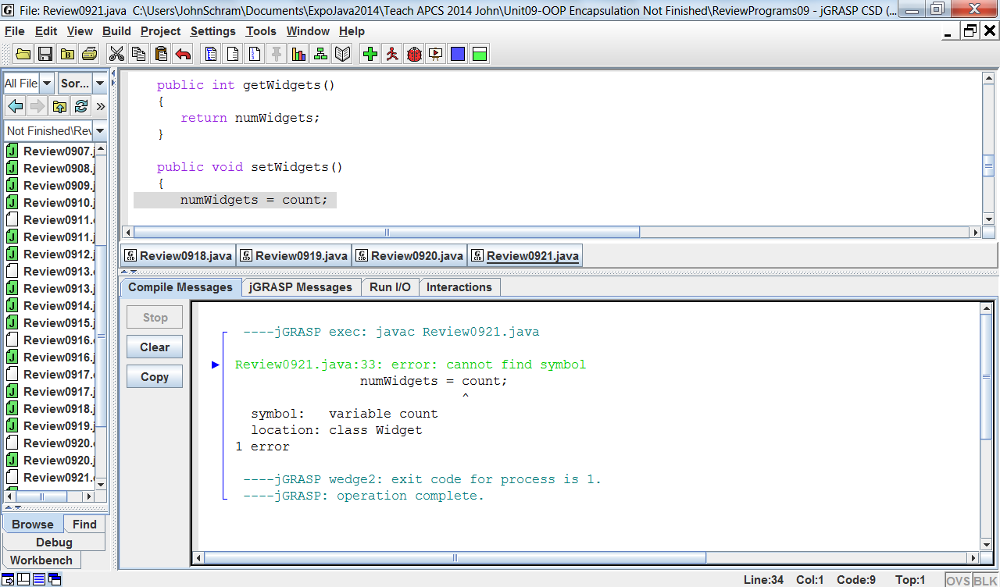 File: Review0921.java  C:\Users\JohnSchram\Documents\ExpoJava2014\Teach APCS 2014 John\Unit09-OOP Encapsulation Not Finished\ReviewPrograms09 - jGRASP CSD (...
File Edit View Build Project Settings Tools Window Help
All File
Sor...
Not Finished\Rev
Review0907.j
Review0908.j
Review0909.j
Review0910.j
Review0911.c
Review0911.j
Review0912.j
Review0913.c
Review0913.j
Review0914.j
Review0915.j
Review0916.c
Review0916.j
Review0917.c
Review0917.j
Review0918.j
Review0919.j
Review0920.c
Review0920.j
Review0921.c
Browse Find
Debug
Workbench
public int getWidgets()
{
return numWidgets;
}
public void setWidgets()
{
numWidgets = count;
Review0918.java Review0919.java Review0920.java Review0921.java
Compile Messages jGRASP Messages Run I/O Interactions
Stop
Clear
Copy
----jGRASP exec: javac Review0921.java
Review0921.java:33: error: cannot find symbol
numWidgets = count;
^
symbol:   variable count
location: class Widget
1 error
----jGRASP wedge2: exit code for process is 1.
----jGRASP: operation complete.
Line:34 Col:1 Code:9 Top:1 OVS BLK